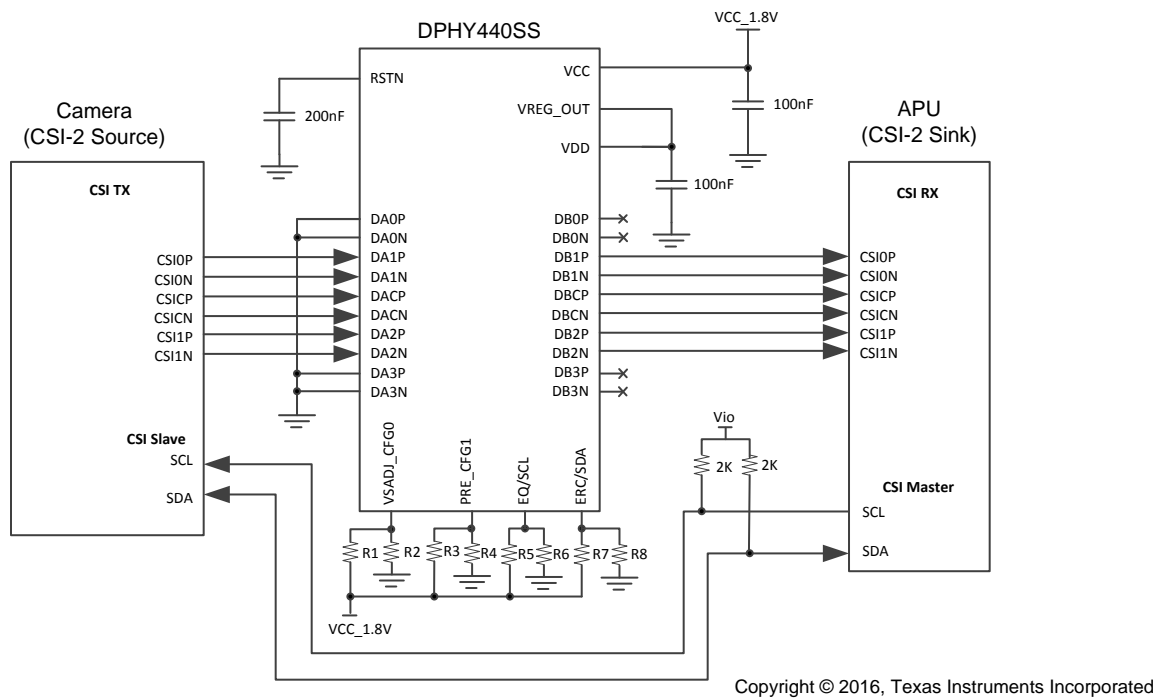 VCC_1.8V
DPHY440SS
RSTN
VCC
200nF
VREG_OUT
100nF
VDD
100nF
Camera
(CSI-2 Source)
APU
(CSI-2 Sink)
CSI TX
CSI0P
CSI0N
CSICP
CSICN
CSI1P
CSI1N
CSI Slave
SCL
SDA
DA0P
DA0N
DA1P
DA1N
DACP
DACN
DA2P
DA2N
DA3P
DA3N
DB0P
DB0N
DB1P
DB1N
DBCP
DBCN
DB2P
DB2N
DB3P
DB3N
VSADJ_CFG0
PRE_CFG1
EQ/SCL
ERC/SDA
CSI RX
CSI0P
CSI0N
CSICP
CSICN
CSI1P
CSI1N
Vio
2K
2K
CSI Master
SCL
SDA
R1
R2
R3
R4
R5
R6
R7
R8
VCC_1.8V
Copyright © 2016, Texas Instruments Incorporated